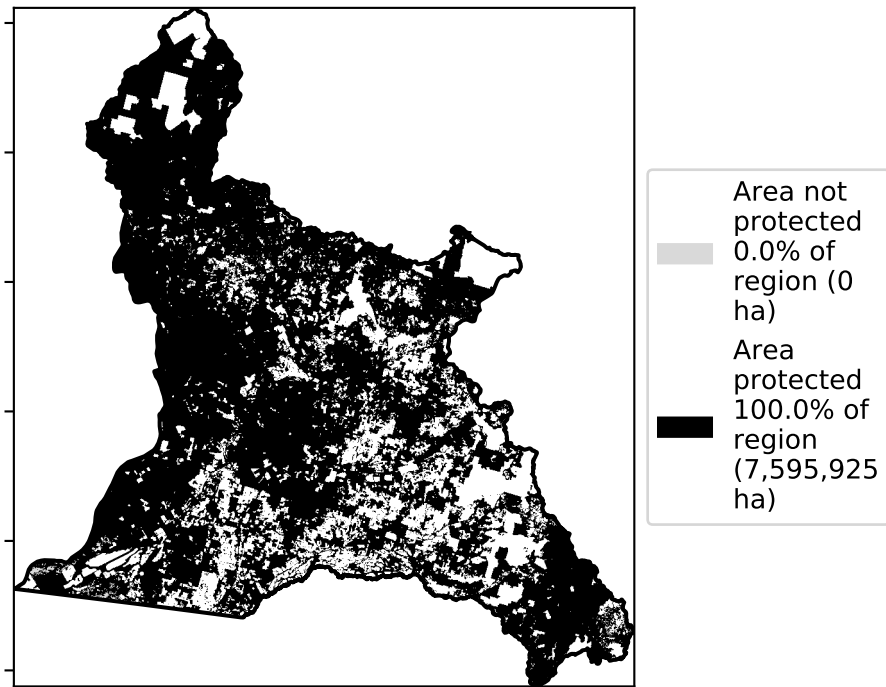 Area not
protected
0.0% of
region (0
ha)
Area
protected
100.0% of
region
(7,595,925
ha)